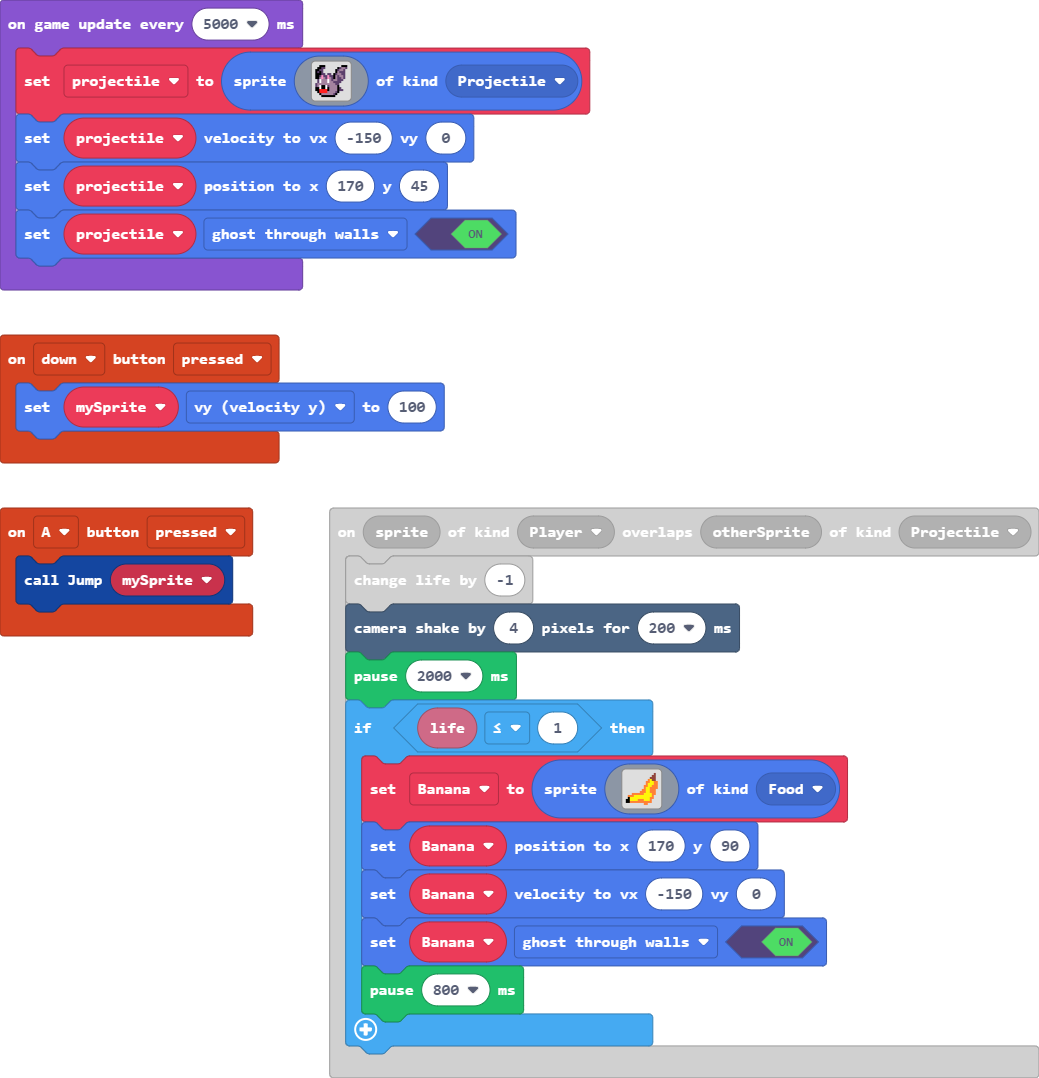 on game update every 5000 ms
set projectile to sprite of kind Projectile
set projectile velocity to vx -150 vy 0
set projectile position to x 170 y 45
set projectile ghost through walls ON
on down button pressed
set mySprite vy (velocity y) to 100
on A button pressed
call Jump mySprite
on sprite of kind Player overlaps otherSprite of kind Projectile
change life by -1
camera shake by 4 pixels for 200 ms
pause 2000 ms
if life ≤ 1 then
set Banana to sprite of kind Food
set Banana position to x 170 y 90
set Banana velocity to vx -150 vy 0
set Banana ghost through walls ON
pause 800 ms